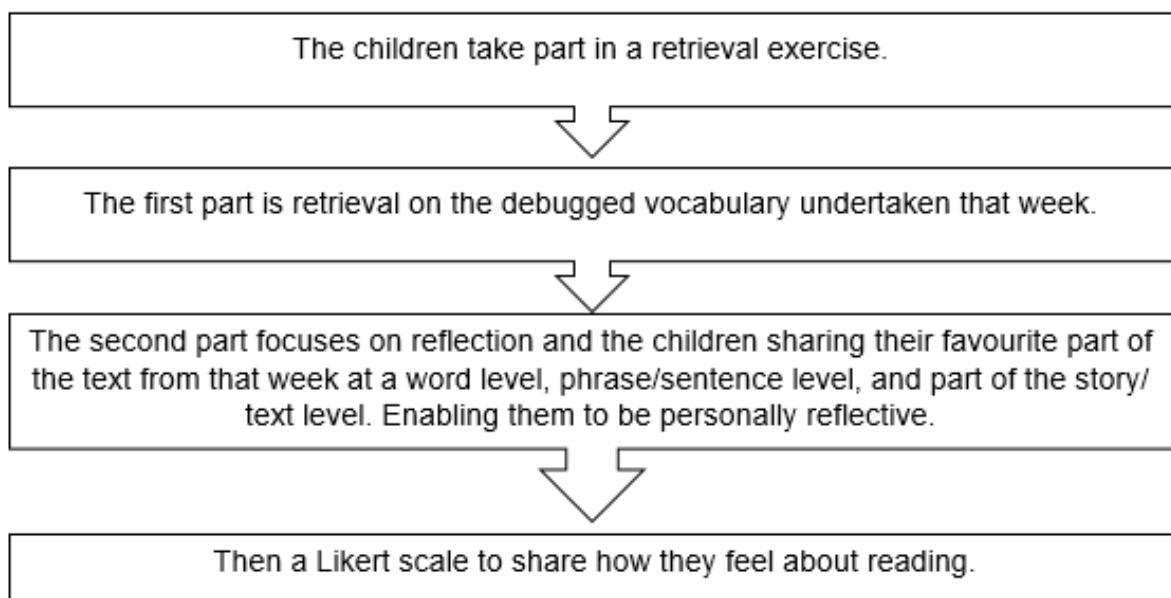 The children take part in a retrieval exercise.
The first part is retrieval on the debugged vocabulary undertaken that week.
The second part focuses on reflection and the children sharing their favourite part of
the text from that week at a word level, phrase/sentence level, and part of the story/
text level. Enabling them to be personally reflective.
Then a Likert scale to share how they feel about reading.